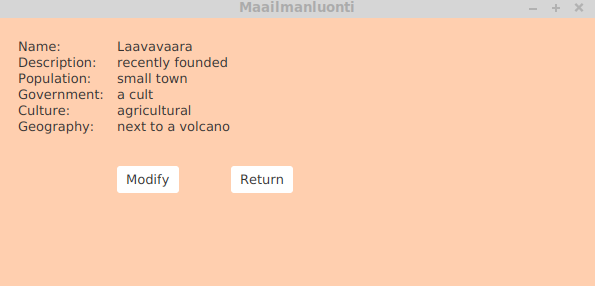 Maailmanluonti
Name: Laavavaara
Description: recently founded
Population: small town
Government: a cult
Culture: agricultural
Geography: next to a volcano
Modify Return